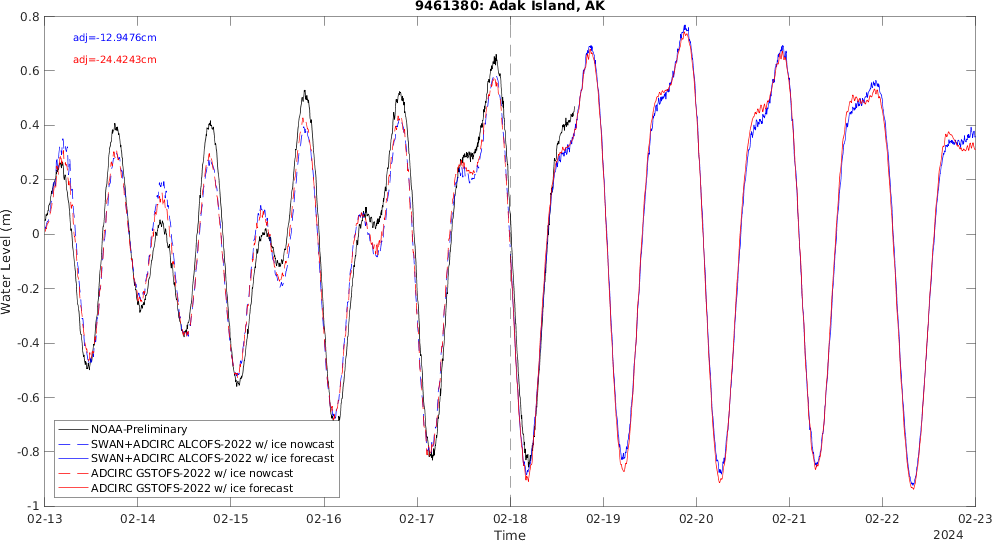 9461380: Adak Island, AK
adj=-12.9476cm
adj=-24.4243cm
Water Level (m)
0.8
0.6
0.4
0.2
0
-0.2
-0.4
-0.6
-0.8
-1
NOAA-Preliminary
SWAN+ADCIRC ALCOFS-2022 w/ ice nowcast
SWAN+ADCIRC ALCOFS-2022 w/ ice forecast
ADCIRC GSTOFS-2022 w/ ice nowcast
ADCIRC GSTOFS-2022 w/ ice forecast
02-13 02-14 02-15 02-16 02-17 02-18 02-19 02-20 02-21 02-22 02-23
Time
2024